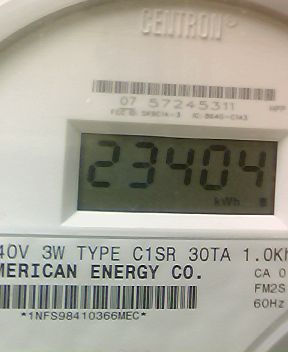 CENTRON®
07 57245311
23404
kWh
40V 3W TYPE C1SR 30TA 1.0Kh
MERICAN ENERGY CO.
CA 0
FM2S
60Hz
*1NFS98410366MEC*